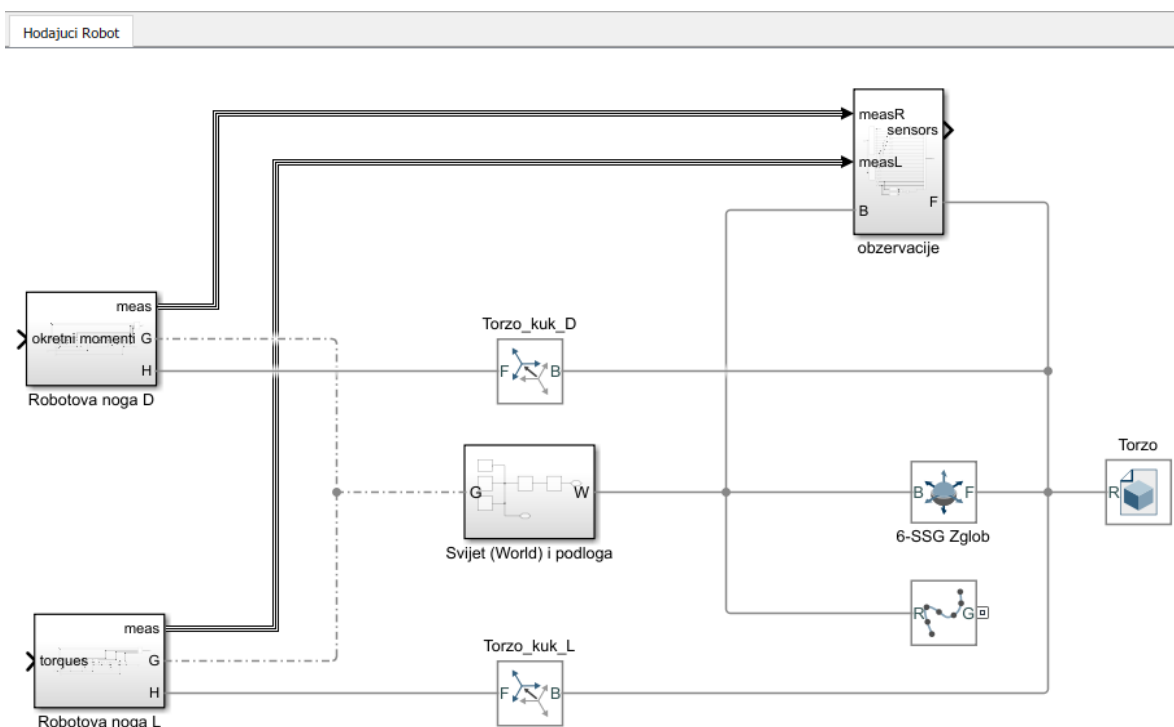 Hodajuci Robot
measR
sensors
measL
B
F
obzervacije
meas
okretni momenti G
H
Robotova noga D
Torzo_kuk_D
F B
G W
Svijet (World) i podloga
B F
6-SSG Zglob
Torzo
R
R G
meas
torques G
H
Robotova noga L
Torzo_kuk_L
F B